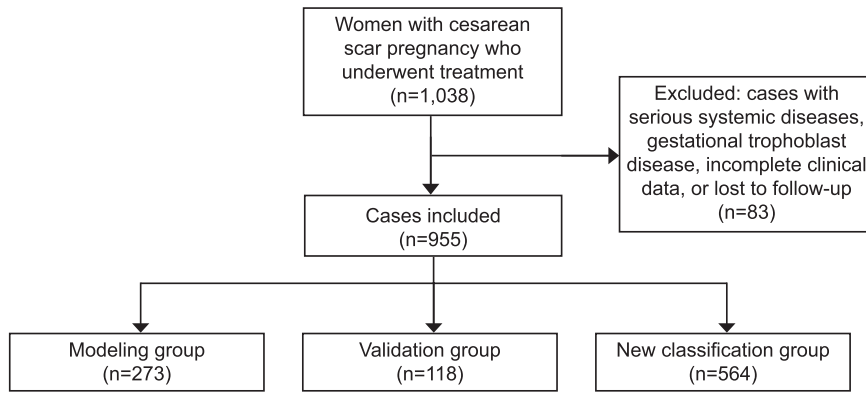 Women with cesarean
scar pregnancy who
underwent treatment
(n=1,038)
Excluded: cases with
serious systemic diseases,
gestational trophoblast
disease, incomplete clinical
data, or lost to follow-up
(n=83)
Cases included
(n=955)
Modeling group
(n=273)
Validation group
(n=118)
New classification group
(n=564)